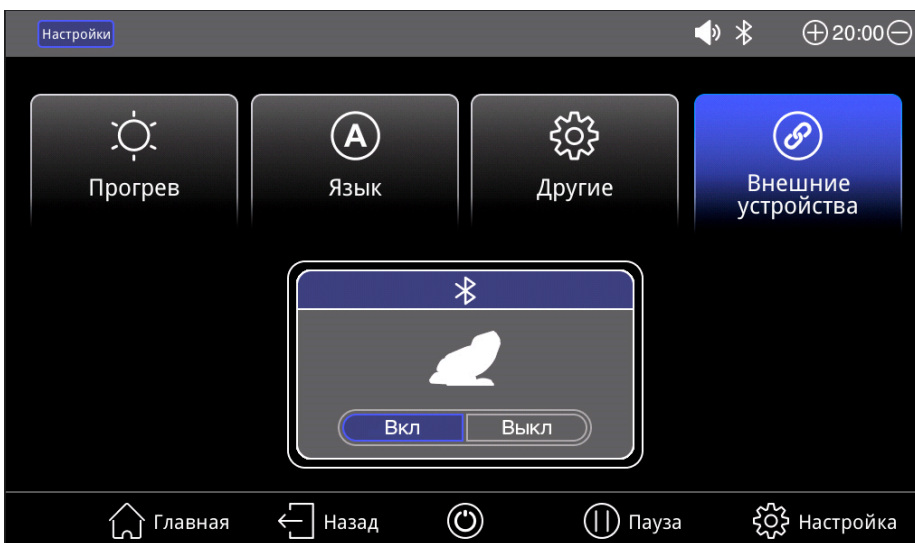 Настройки
20:00
Прогрев
Язык
Другие
Внешние
устройства
Вкл
Выкл
Главная
Назад
Пауза
Настройка